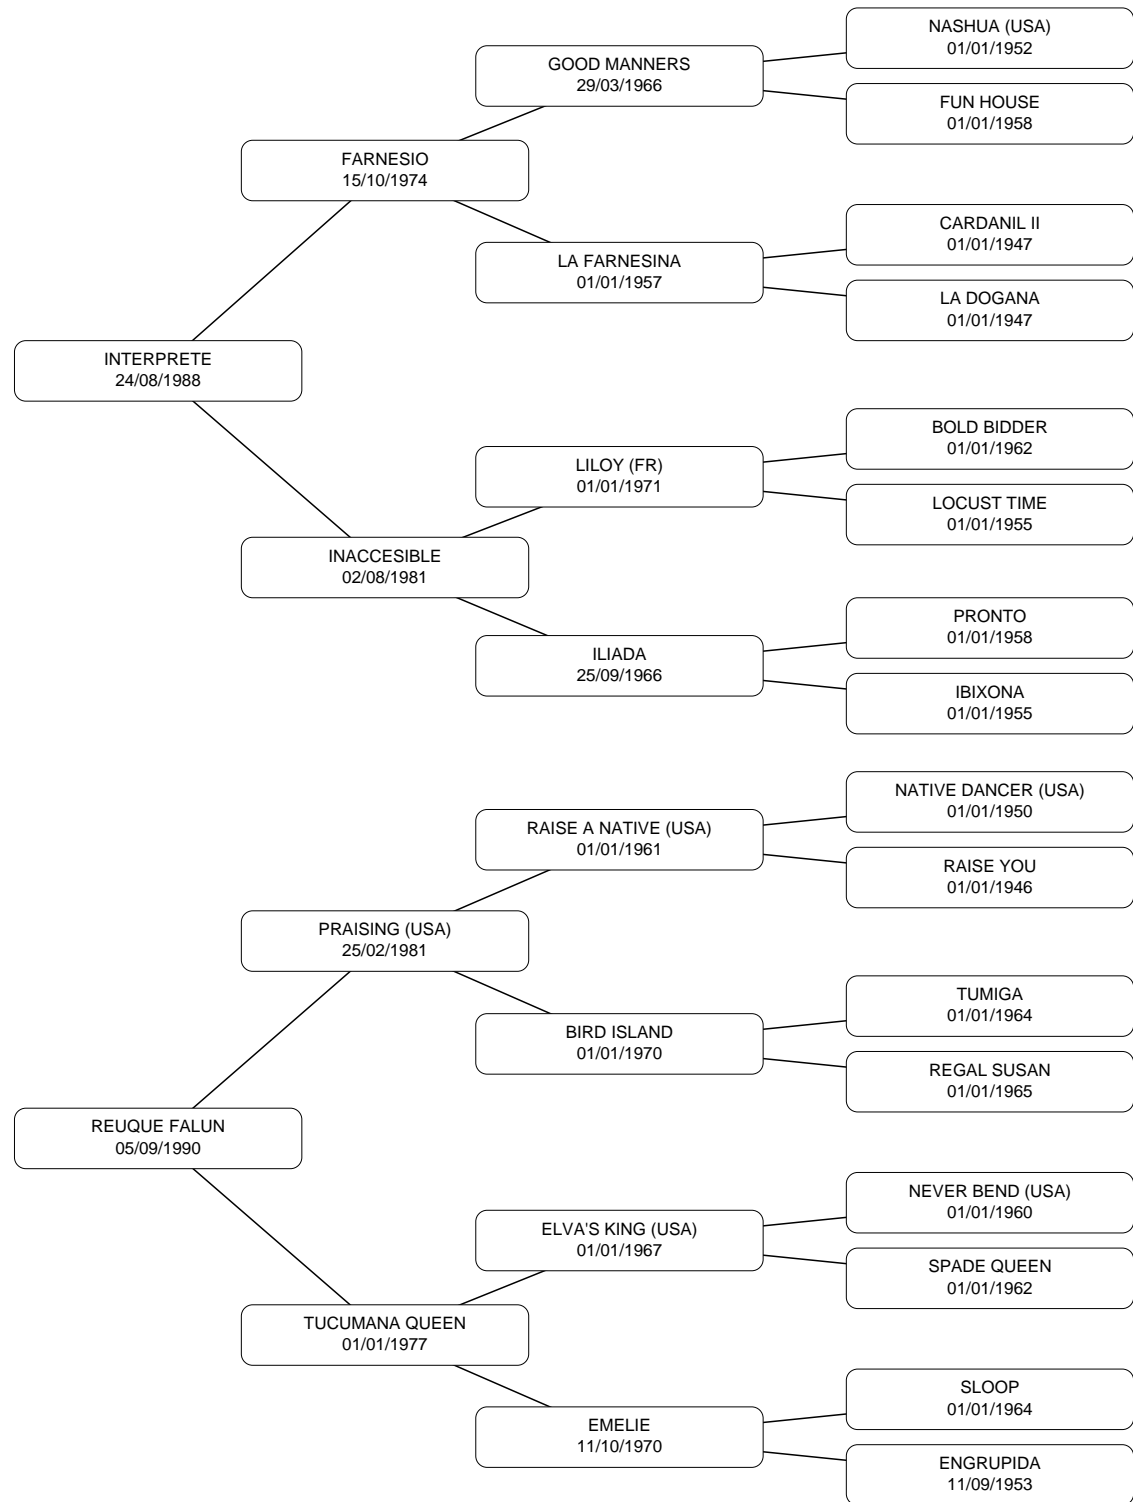 NASHUA (USA)
01/01/1952
GOOD MANNERS
29/03/1966
FUN HOUSE
01/01/1958
FARNESIO
15/10/1974
CARDANIL II
01/01/1947
LA FARNESINA
01/01/1957
LA DOGANA
01/01/1947
INTERPRETE
24/08/1988
BOLD BIDDER
01/01/1962
LILOY (FR)
01/01/1971
LOCUST TIME
01/01/1955
INACCESIBLE
02/08/1981
PRONTO
01/01/1958
ILIADA
25/09/1966
IBIXONA
01/01/1955
NATIVE DANCER (USA)
01/01/1950
RAISE A NATIVE (USA)
01/01/1961
RAISE YOU
01/01/1946
PRAISING (USA)
25/02/1981
TUMIGA
01/01/1964
BIRD ISLAND
01/01/1970
REGAL SUSAN
01/01/1965
REUQUE FALUN
05/09/1990
NEVER BEND (USA)
01/01/1960
ELVA'S KING (USA)
01/01/1967
SPADE QUEEN
01/01/1962
TUCUMANA QUEEN
01/01/1977
SLOOP
01/01/1964
EMELIE
11/10/1970
ENGRUPIDA
11/09/1953